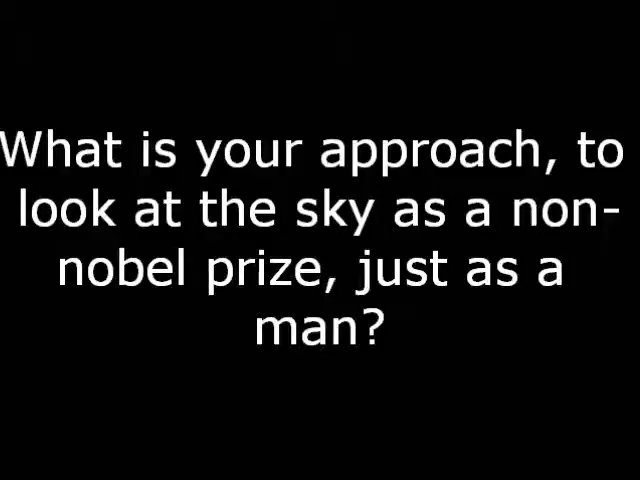 What is your approach, to
look at the sky as a non-
nobel prize, just as a
man?